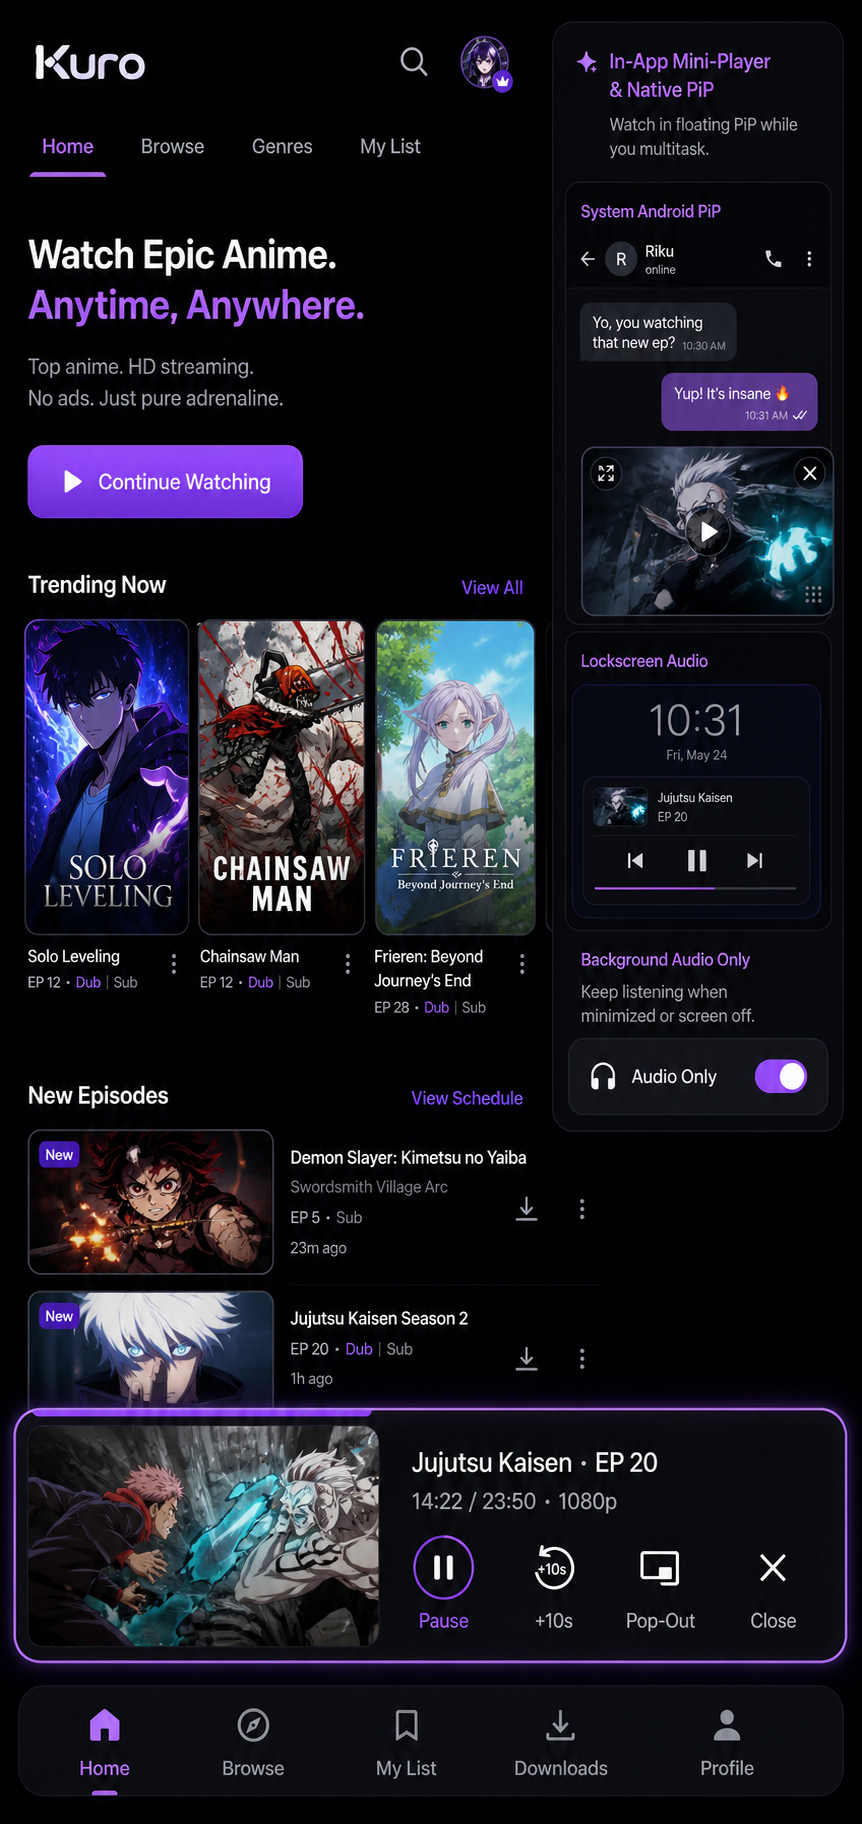 Kuro
Home
Browse
Genres
My List
Watch Epic Anime.
Anytime, Anywhere.
Top anime. HD streaming.
No ads. Just pure adrenaline.
Continue Watching
Trending Now
View All
SOLO
LEVELING
CHAINSAW
MAN
FRIEREN
Beyond Journey's End
Solo Leveling
EP 12 • Dub | Sub
Chainsaw Man
EP 12 • Dub | Sub
Frieren: Beyond
Journey's End
EP 28 • Dub | Sub
New Episodes
View Schedule
New
Demon Slayer: Kimetsu no Yaiba
Swordsmith Village Arc
EP 5 • Sub
23m ago
New
Jujutsu Kaisen Season 2
EP 20 • Dub | Sub
1h ago
In-App Mini-Player
& Native PiP
Watch in floating PiP while
you multitask.
System Android PiP
R
Riku
online
Yo, you watching
that new ep? 10:30 AM
Yup! It's insane 🔥
10:31 AM
Lockscreen Audio
10:31
Fri, May 24
Jujutsu Kaisen
EP 20
Background Audio Only
Keep listening when
minimized or screen off.
Audio Only
Jujutsu Kaisen • EP 20
14:22 / 23:50 • 1080p
+10s
Pause
+10s
Pop-Out
Close
Home
Browse
My List
Downloads
Profile